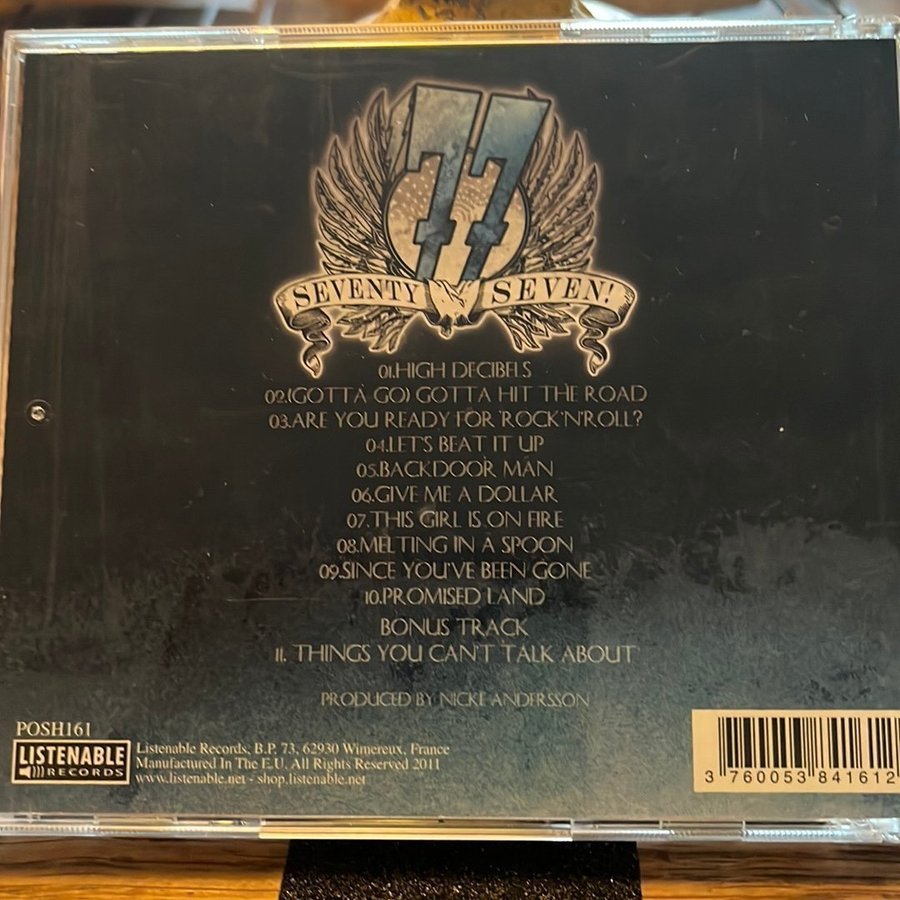 77
SEVENTY SEVEN!
01.HIGH DECIBELS
02.(GOTTA GO) GOTTA HIT THE ROAD
03.ARE YOU READY FOR ROCK'N'ROLL?
04.LET'S BEAT IT UP
05.BACKDOOR MAN
06.GIVE ME A DOLLAR
07.THIS GIRL IS ON FIRE
08.MELTING IN A SPOON
09.SINCE YOU'VE BEEN GONE
10.PROMISED LAND
BONUS TRACK
11. THINGS YOU CAN'T TALK ABOUT
PRODUCED BY NICKE ANDERSSON
POSH161
LISTENABLE
RECORDS
Listenable Records, B.P. 73, 62930 Wimereux, France
Manufactured In The E.U. All Rights Reserved 2011
www.listenable.net - shop.listenable.net
3 760053 841612